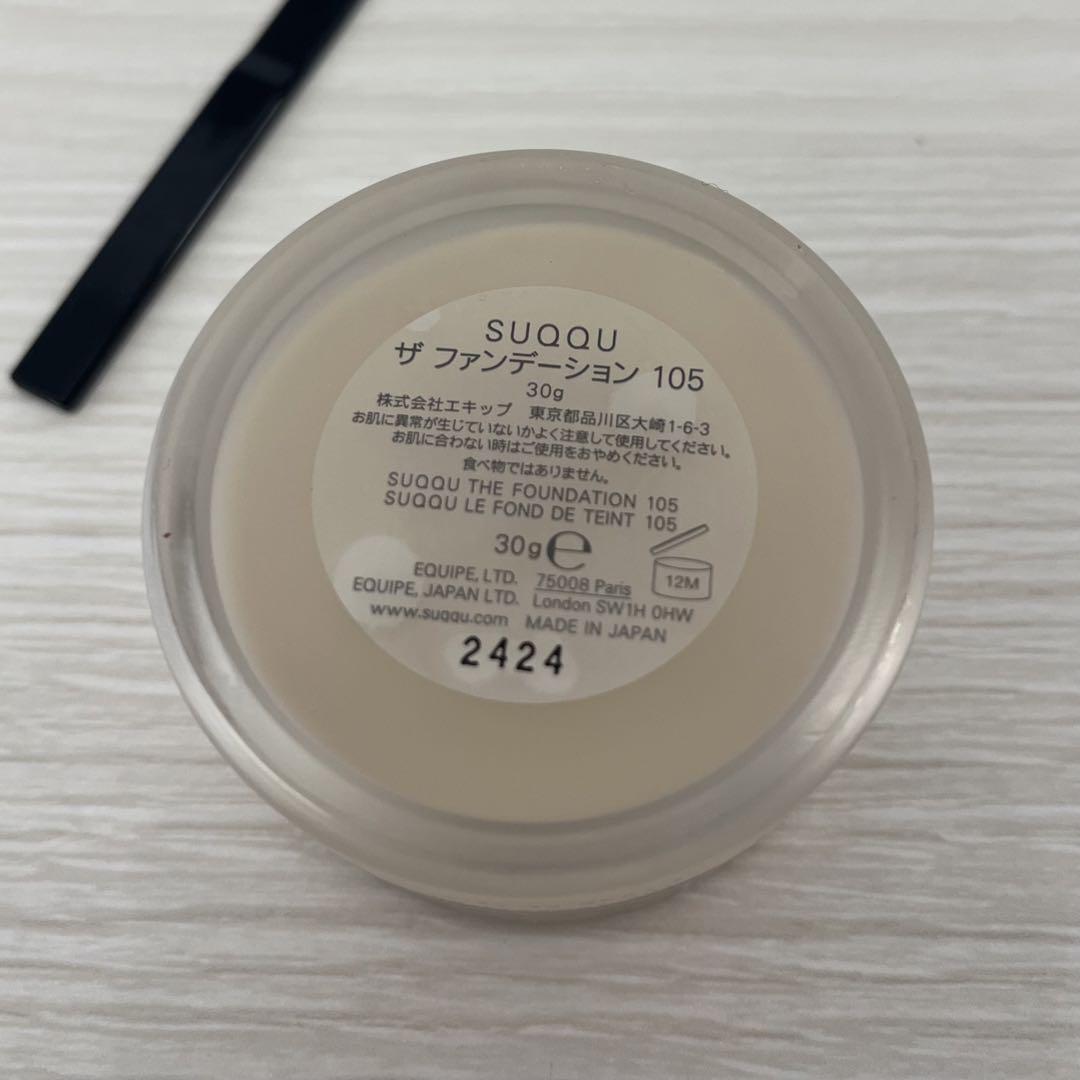 SUQQU
ザ ファンデーション 105
30g
株式会社エキップ 東京都品川区大崎1-6-3
お肌に異常が生じていないかよく注意して使用してください。
お肌に合わない時はご使用をおやめください。
食べ物ではありません。
SUQQU THE FOUNDATION 105
SUQQU LE FOND DE TEINT 105
30g℮
12M
EQUIPE, LTD. 75008 Paris
EQUIPE, JAPAN LTD. London SW1H 0HW
www.suqqu.com MADE IN JAPAN
2424